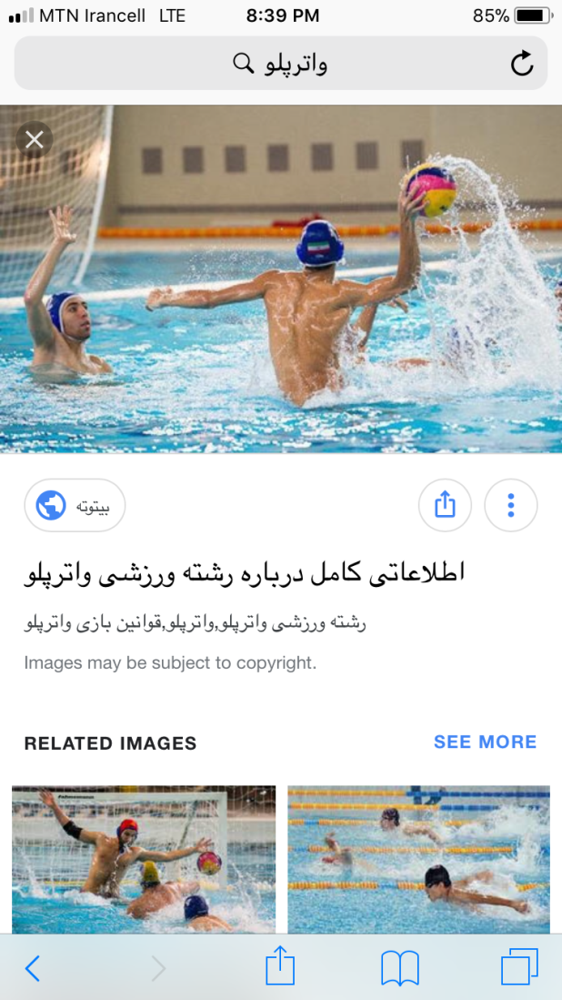 MTN Irancell LTE 8:39 PM 85%
واترپلو
بیتوته
اطلاعاتی کامل درباره رشته ورزشی واترپلو
رشته ورزشی واترپلو,واترپلو,قوانین بازی واترپلو
Images may be subject to copyright.
RELATED IMAGES SEE MORE